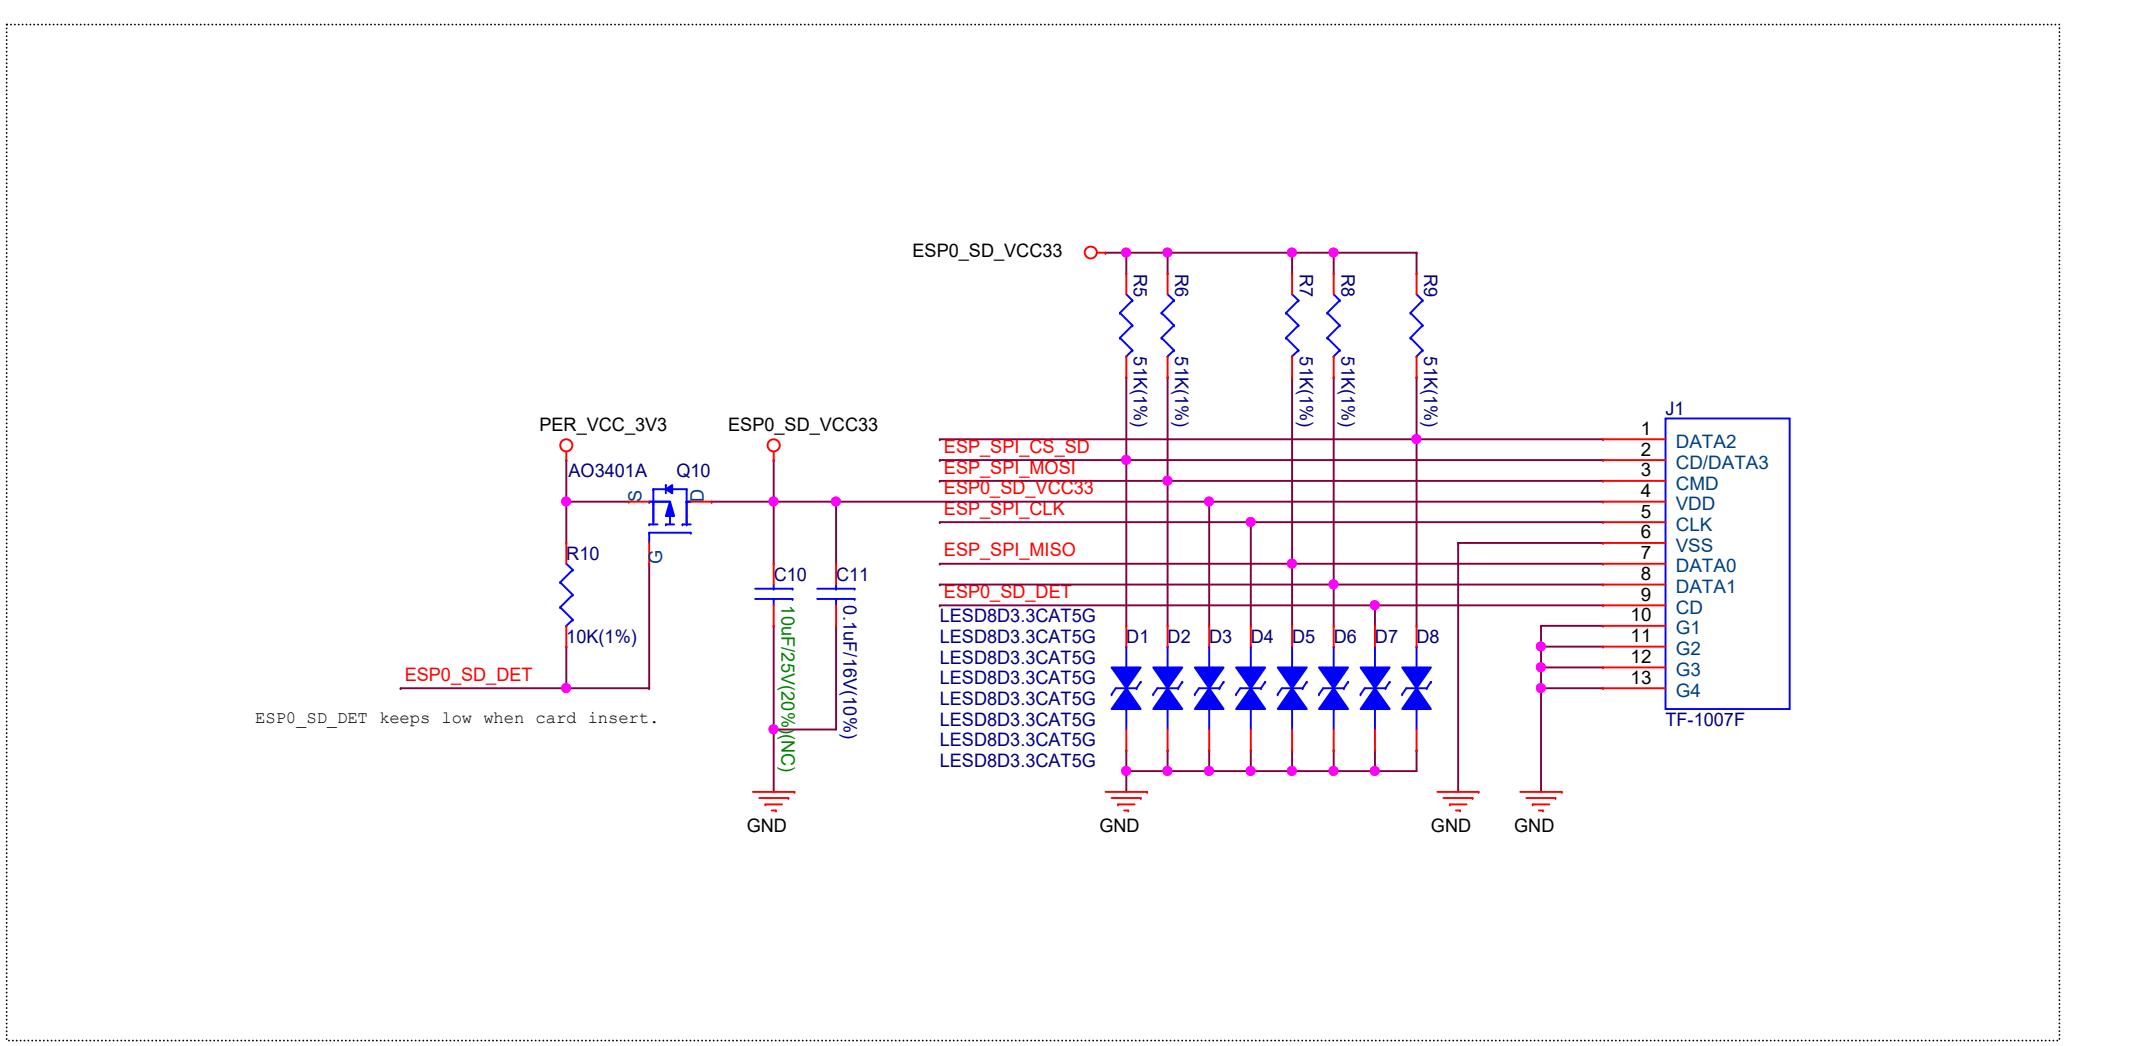 ESP0_SD_VCC33
R5
R6
R7
R8
R9
51K(1%)
51K(1%)
51K(1%)
51K(1%)
51K(1%)
PER_VCC_3V3
ESP0_SD_VCC33
AO3401A
Q10
S
D
G
R10
10K(1%)
C10
10uF/25V(20%)(NC)
C11
0.1uF/16V(10%)
ESP0_SD_DET
ESP0_SD_DET keeps low when card insert.
GND
ESP_SPI_CS_SD
ESP_SPI_MOSI
ESP0_SD_VCC33
ESP_SPI_CLK
ESP_SPI_MISO
ESP0_SD_DET
LESD8D3.3CAT5G
LESD8D3.3CAT5G
LESD8D3.3CAT5G
LESD8D3.3CAT5G
LESD8D3.3CAT5G
LESD8D3.3CAT5G
LESD8D3.3CAT5G
LESD8D3.3CAT5G
D1
D2
D3
D4
D5
D6
D7
D8
GND
GND
GND
J1
1 DATA2
2 CD/DATA3
3 CMD
4 VDD
5 CLK
6 VSS
7 DATA0
8 DATA1
9 CD
10 G1
11 G2
12 G3
13 G4
TF-1007F